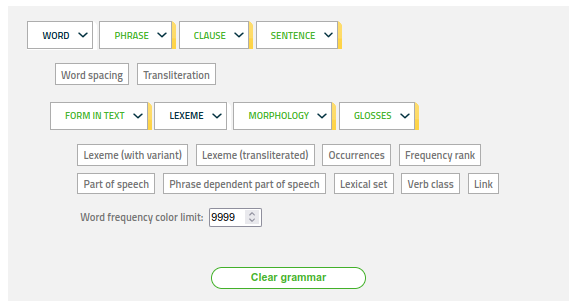 WORD PHRASE CLAUSE SENTENCE
Word spacing Transliteration
FORM IN TEXT LEXEME MORPHOLOGY GLOSSES
Lexeme (with variant) Lexeme (transliterated) Occurrences Frequency rank
Part of speech Phrase dependent part of speech Lexical set Verb class Link
Word frequency color limit: 9999
Clear grammar